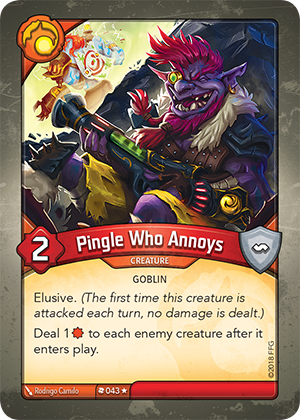 Pingle Who Annoys
2
CREATURE
GOBLIN
Elusive. (The first time this creature is
attacked each turn, no damage is dealt.)
Deal 1 to each enemy creature after it
enters play.
Rodrigo Camilo
043
©2018 FFG